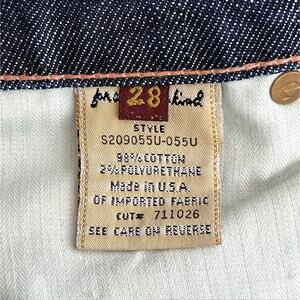 28
STYLE
S209055U-055U
98% COTTON
2% POLYURETHANE
Made in U.S.A.
OF IMPORTED FABRIC
CUT# 711026
SEE CARE ON REVERSE